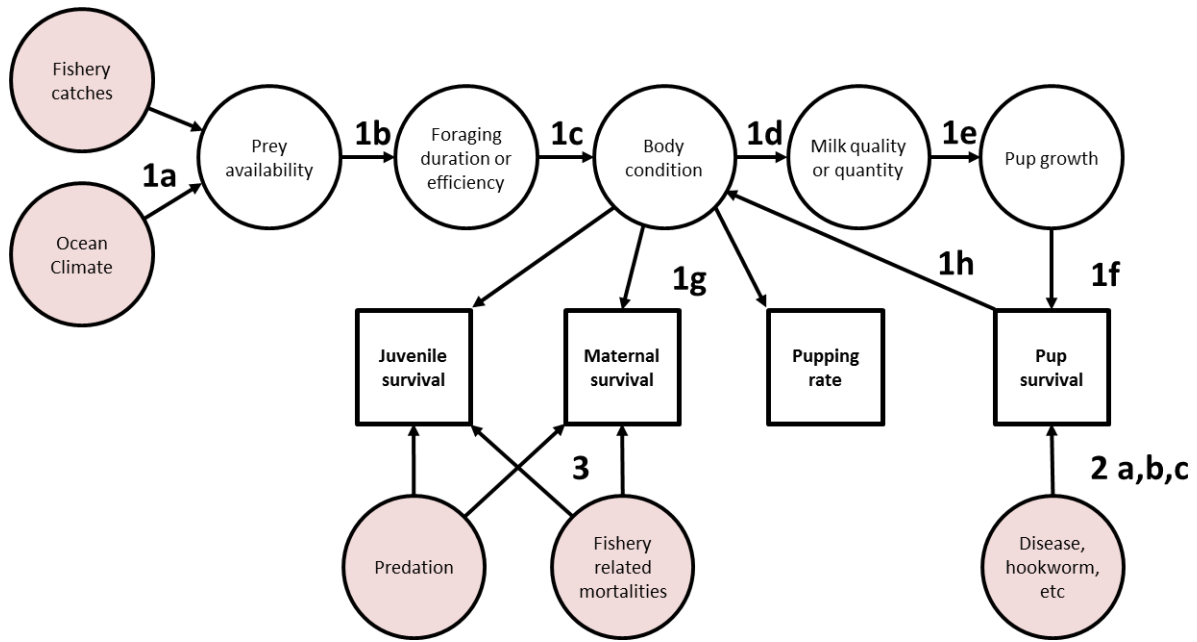 Fishery
catches
1a
Ocean
Climate
Prey
availability
1b
Foraging
duration or
efficiency
1c
Body
condition
1d
Milk quality
or quantity
1e
Pup growth
1h
1f
1g
Juvenile
survival
Maternal
survival
Pupping
rate
Pup
survival
3
2 a,b,c
Predation
Fishery
related
mortalities
Disease,
hookworm,
etc